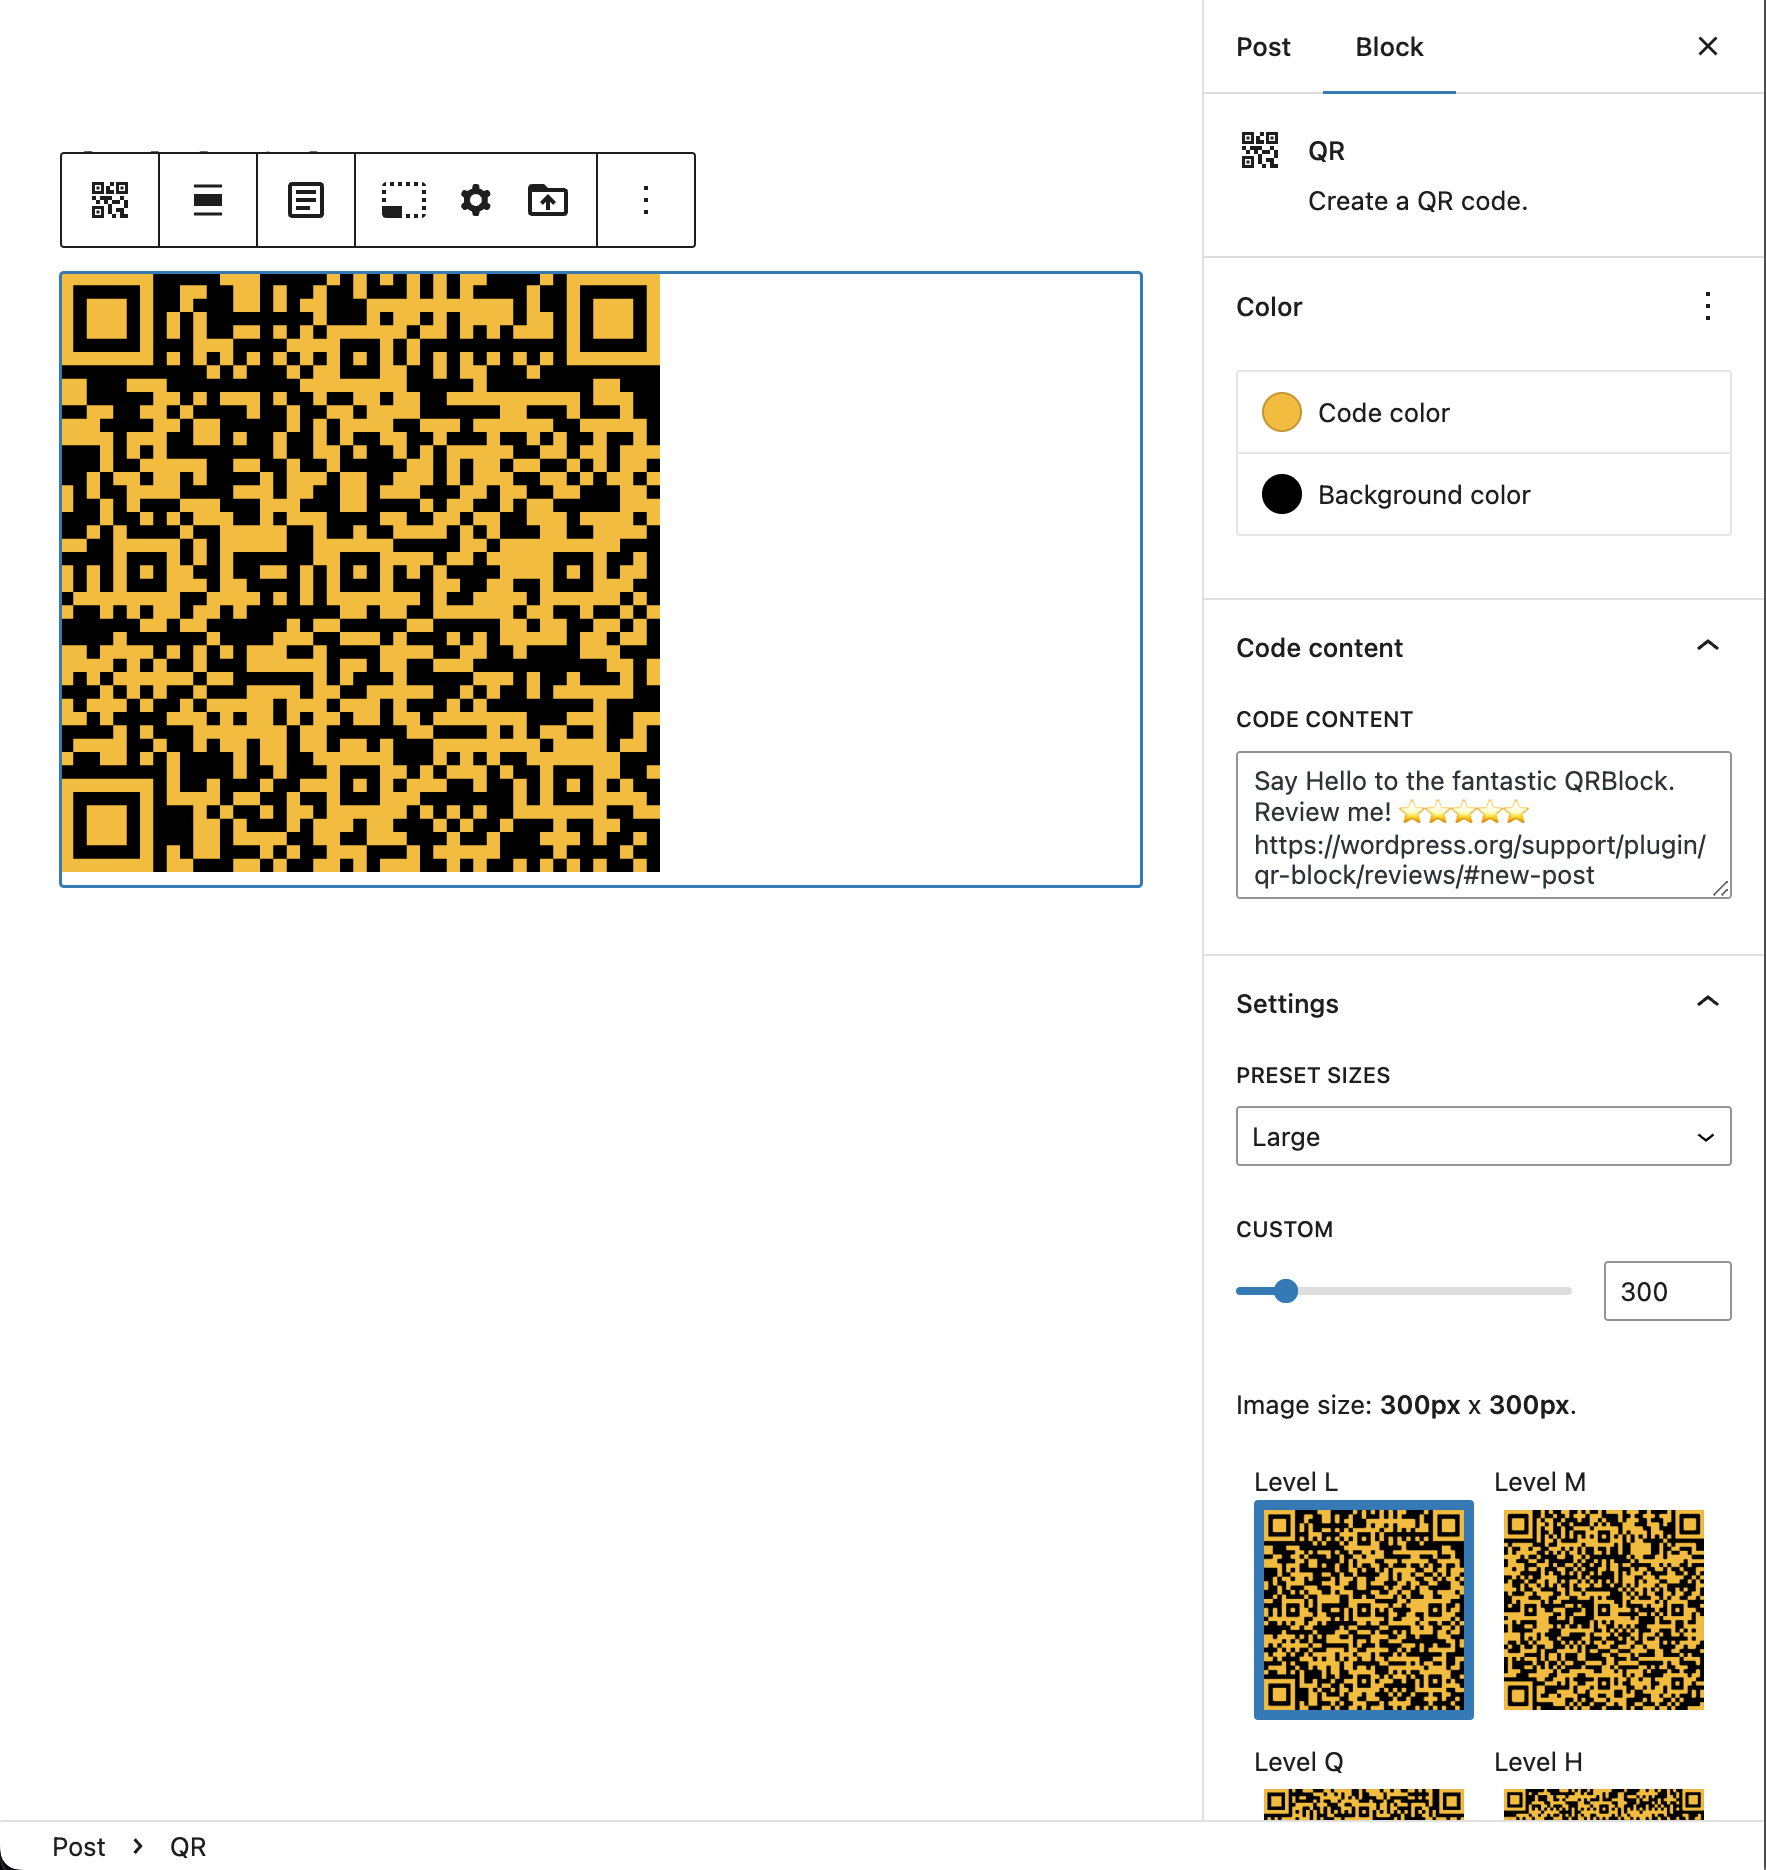 Post
Block
QR
Create a QR code.
Color
Code color
Background color
Code content
CODE CONTENT
Say Hello to the fantastic QRBlock.
Review me! ⭐⭐⭐⭐⭐
https://wordpress.org/support/plugin/
qr-block/reviews/#new-post
Settings
PRESET SIZES
Large
CUSTOM
300
Image size: 300px x 300px.
Level L
Level M
Level Q
Level H
Post
QR